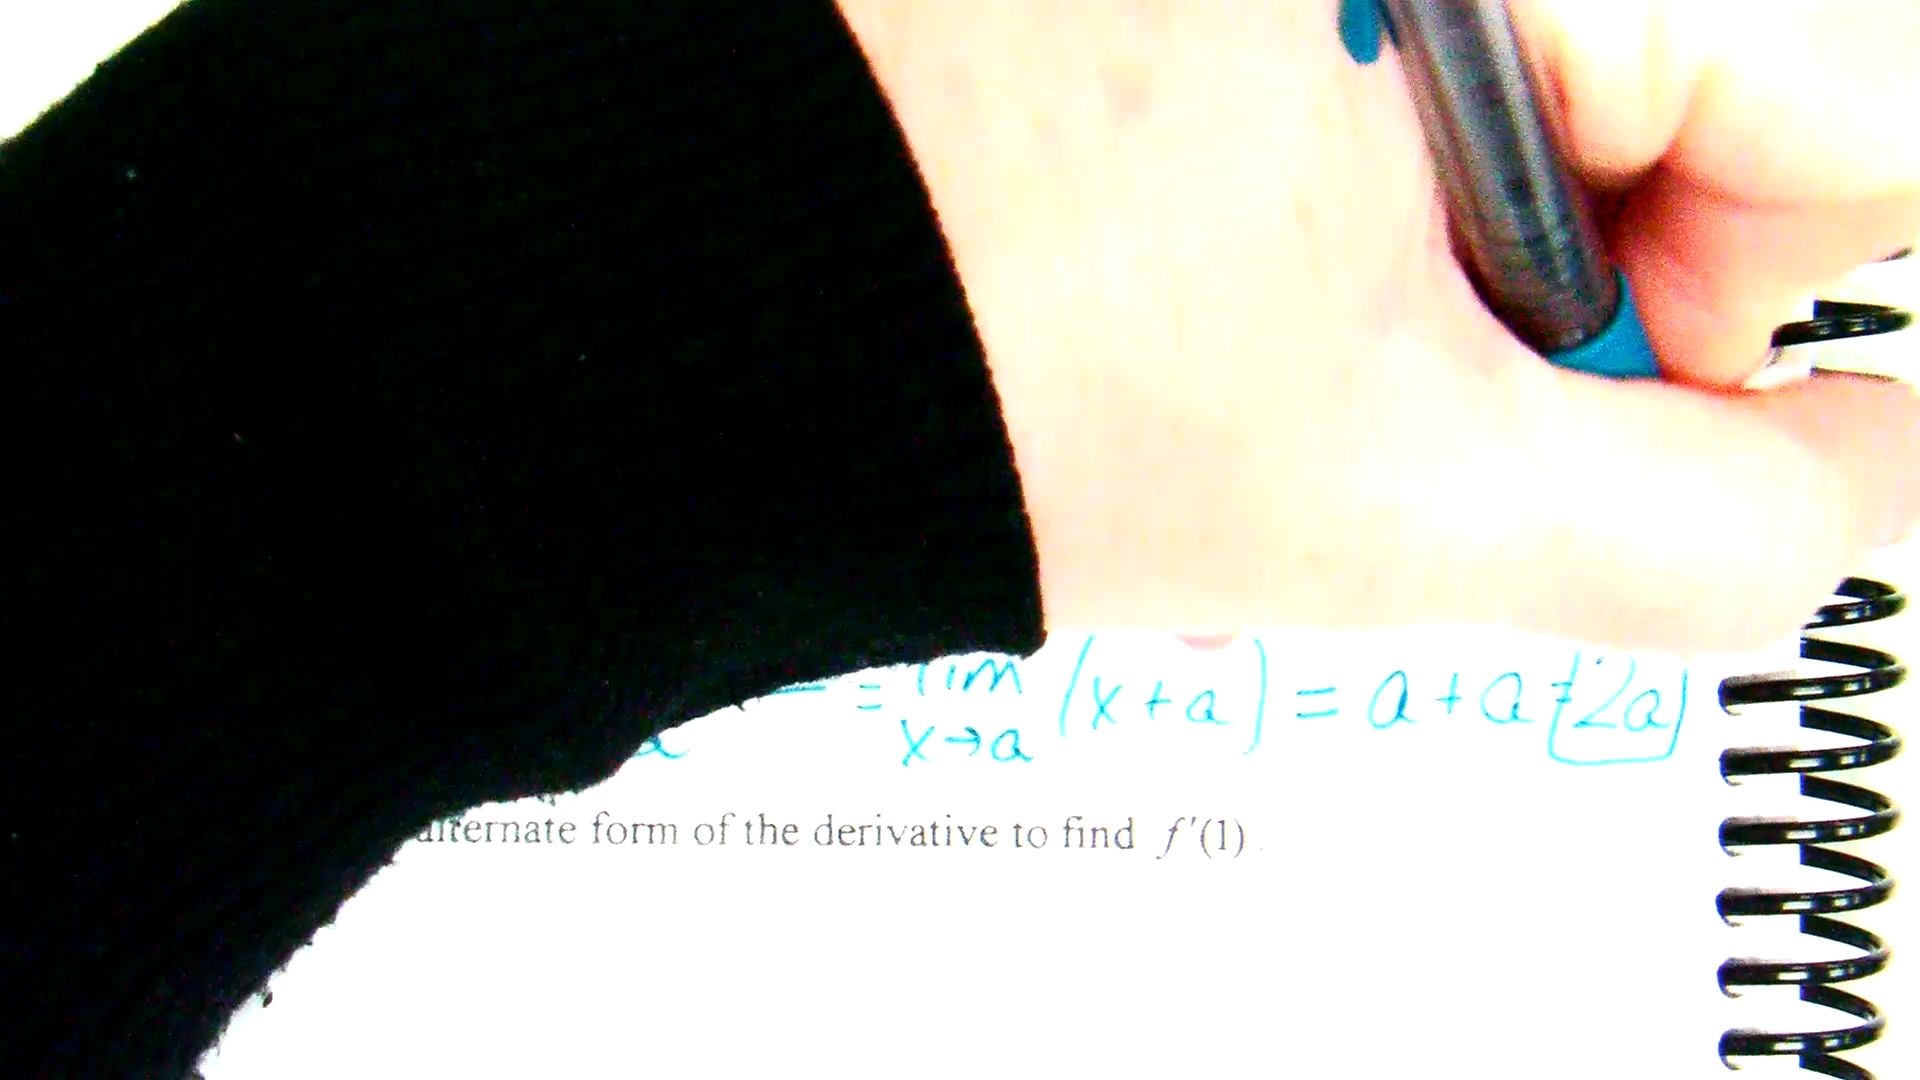 = lim (x+a) = a+a=2a
x→a
alternate form of the derivative to find f'(1)